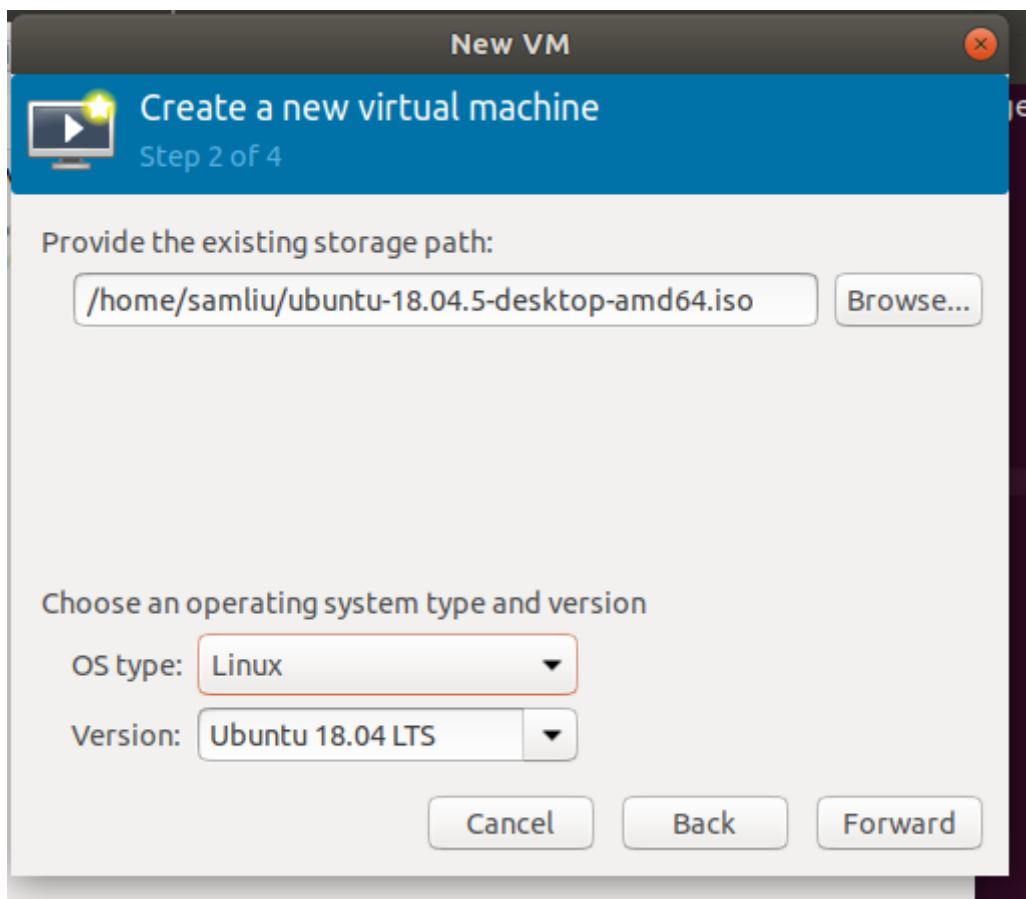 New VM
Create a new virtual machine
Step 2 of 4
Provide the existing storage path:
/home/samliu/ubuntu-18.04.5-desktop-amd64.iso Browse...
Choose an operating system type and version
OS type: Linux
Version: Ubuntu 18.04 LTS
Cancel Back Forward